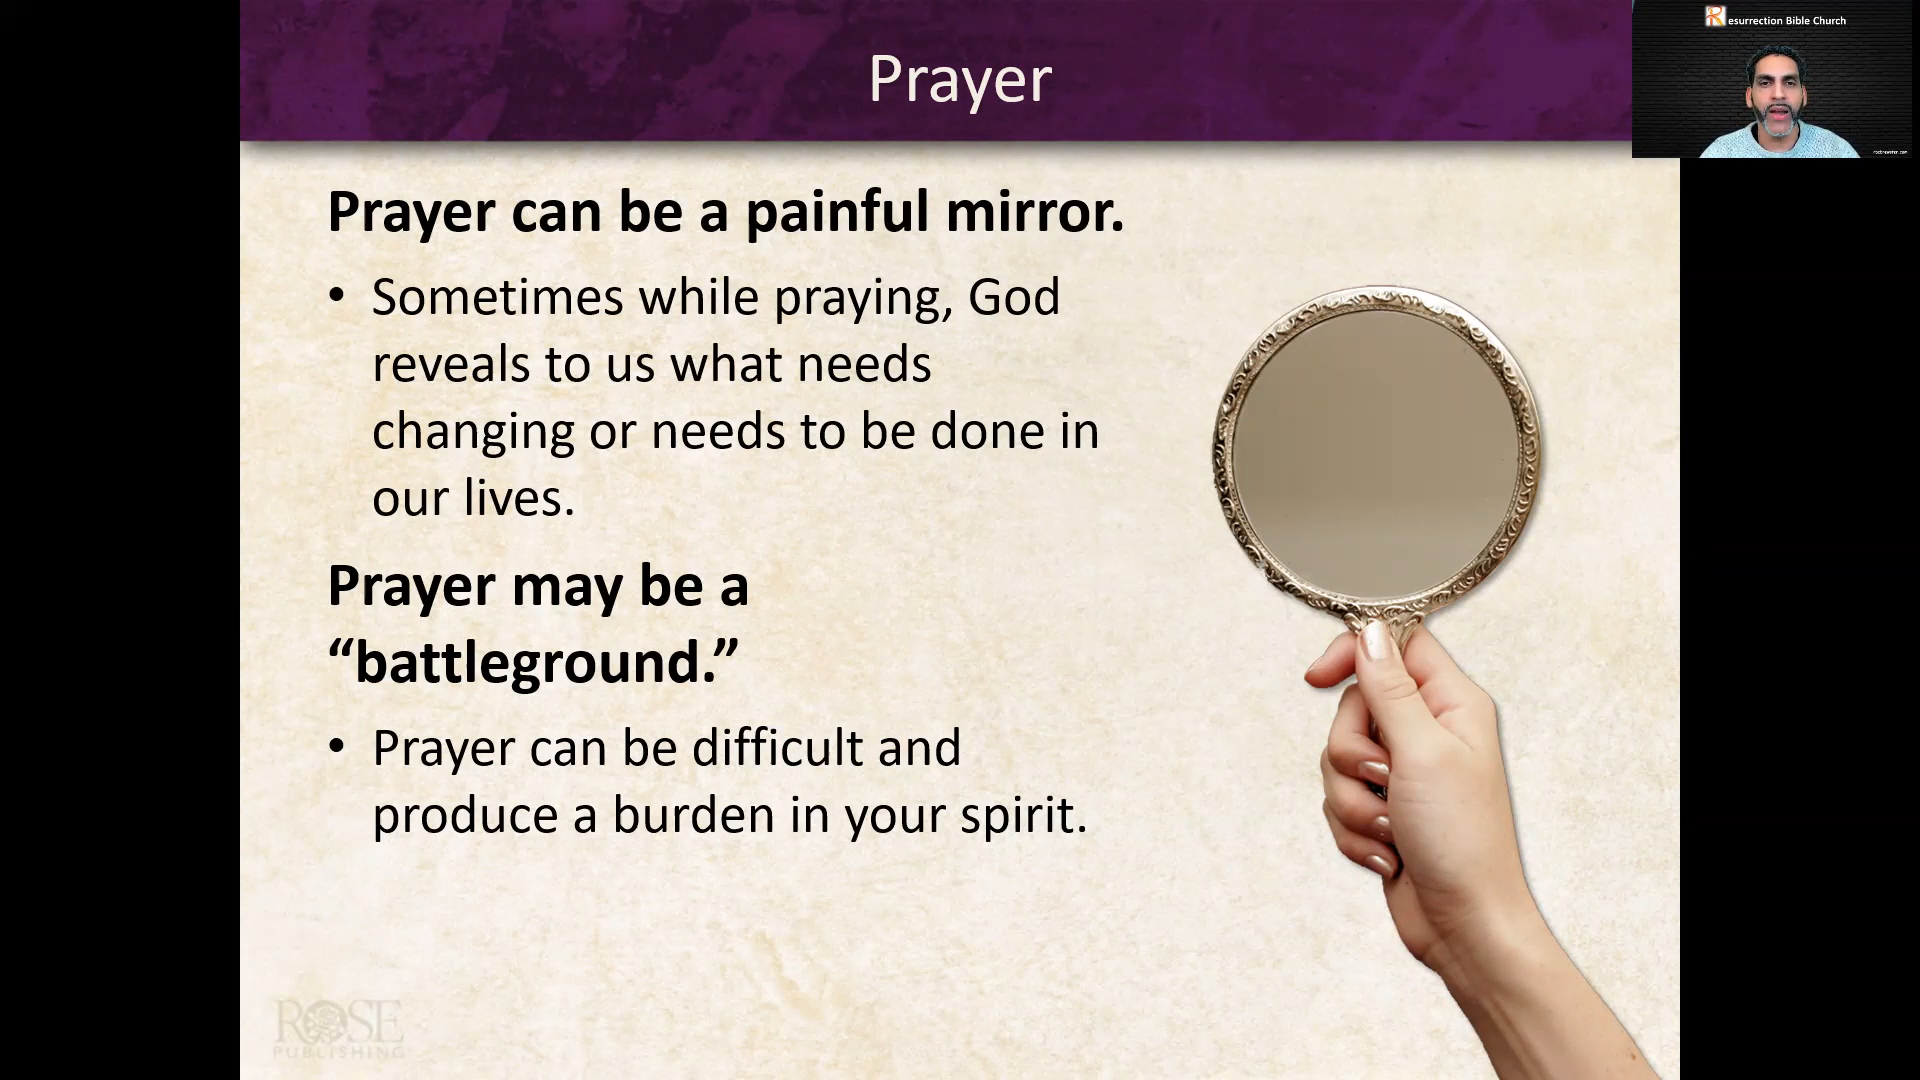 Prayer
Resurrection Bible Church
Prayer can be a painful mirror.
• Sometimes while praying, God
reveals to us what needs
changing or needs to be done in
our lives.
Prayer may be a
“battleground.”
• Prayer can be difficult and
produce a burden in your spirit.
ROSE
PUBLISHING